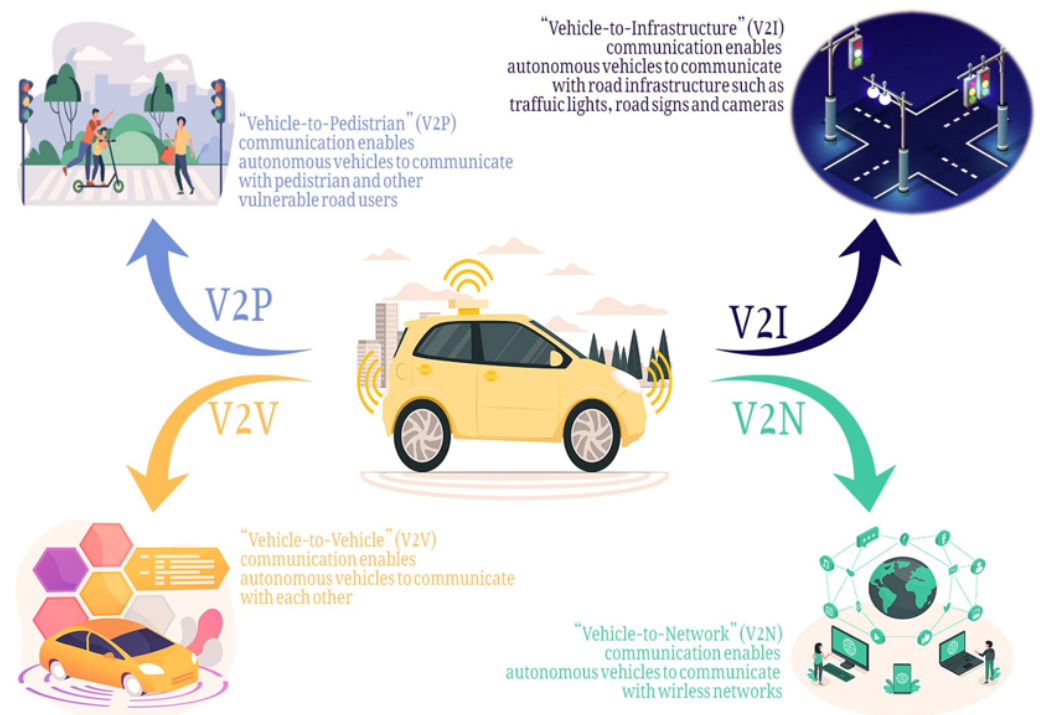 “Vehicle-to-Pedistrian” (V2P)
communication enables
autonomous vehicles to communicate
with pedistrian and other
vulnerable road users
“Vehicle-to-Infrastructure” (V2I)
communication enables
autonomous vehicles to communicate
with road infrastructure such as
traffuic lights, road signs and cameras
V2P
V2I
V2V
V2N
“Vehicle-to-Vehicle” (V2V)
communication enables
autonomous vehicles to communicate
with each other
“Vehicle-to-Network” (V2N)
communication enables
autonomous vehicles to communicate
with wirless networks